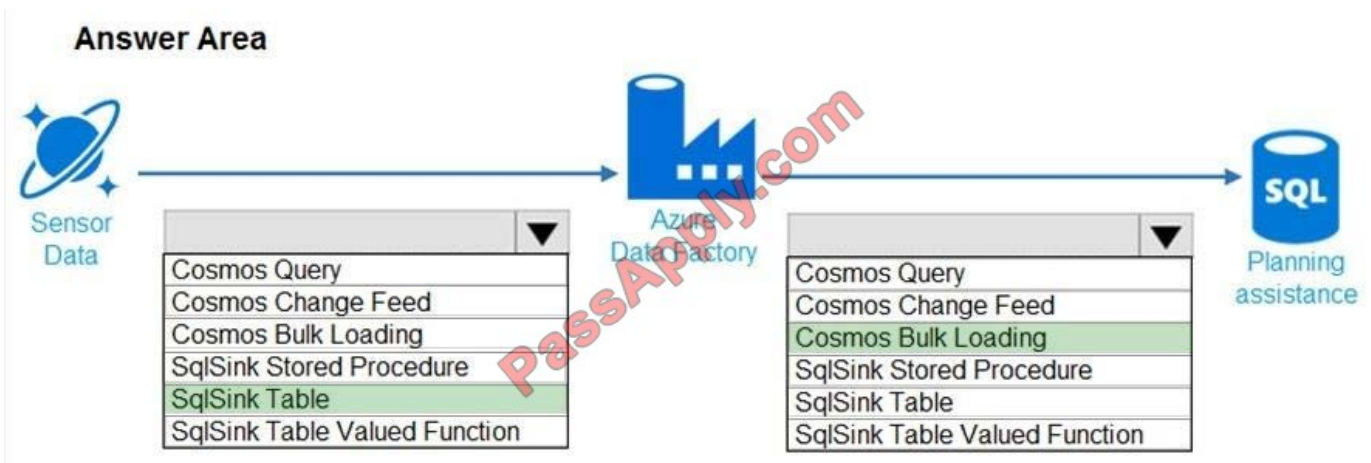 Answer Area
Sensor
Data
Cosmos Query
Cosmos Change Feed
Cosmos Bulk Loading
SqlSink Stored Procedure
SqlSink Table
SqlSink Table Valued Function
Azure
Data Factory
PassApply.com
Cosmos Query
Cosmos Change Feed
Cosmos Bulk Loading
SqlSink Stored Procedure
SqlSink Table
SqlSink Table Valued Function
SQL
Planning
assistance